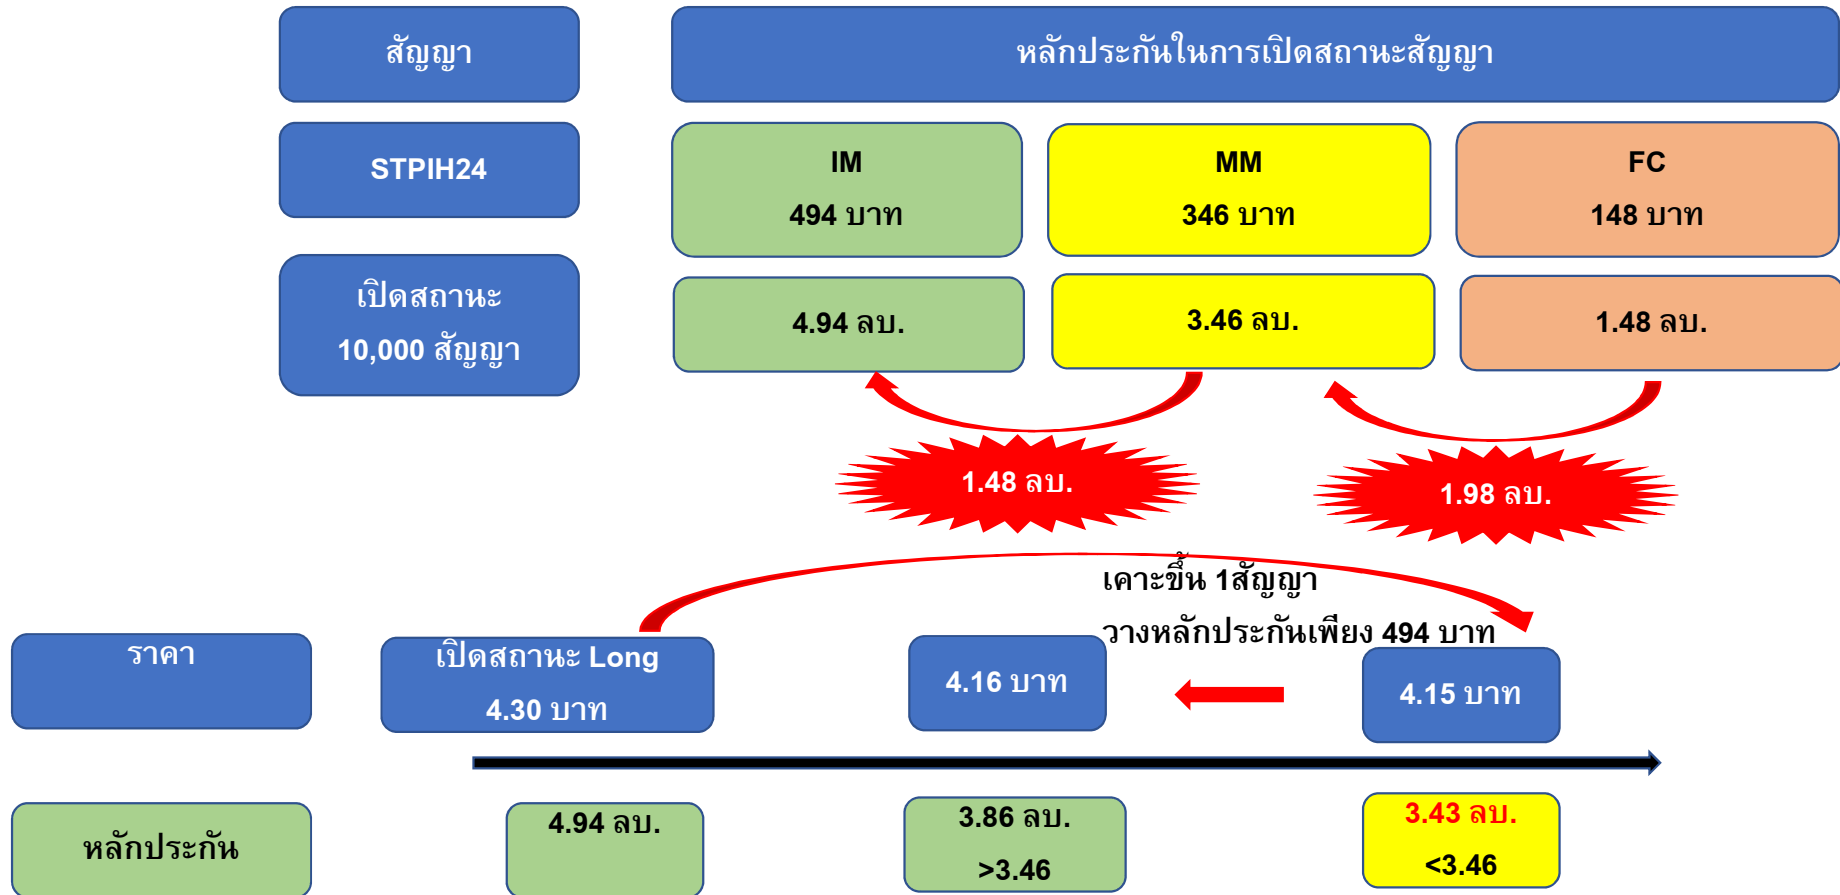 สัญญา
หลักประกันในการเปิดสถานะสัญญา
STPIH24
IM
494 บาท
MM
346 บาท
FC
148 บาท
เปิดสถานะ
10,000 สัญญา
4.94 ลบ.
3.46 ลบ.
1.48 ลบ.
1.48 ลบ.
1.98 ลบ.
เคาะขึ้น 1สัญญา
วางหลักประกันเพียง 494 บาท
ราคา
เปิดสถานะ Long
4.30 บาท
4.16 บาท
4.15 บาท
หลักประกัน
4.94 ลบ.
3.86 ลบ.
>3.46
3.43 ลบ.
<3.46